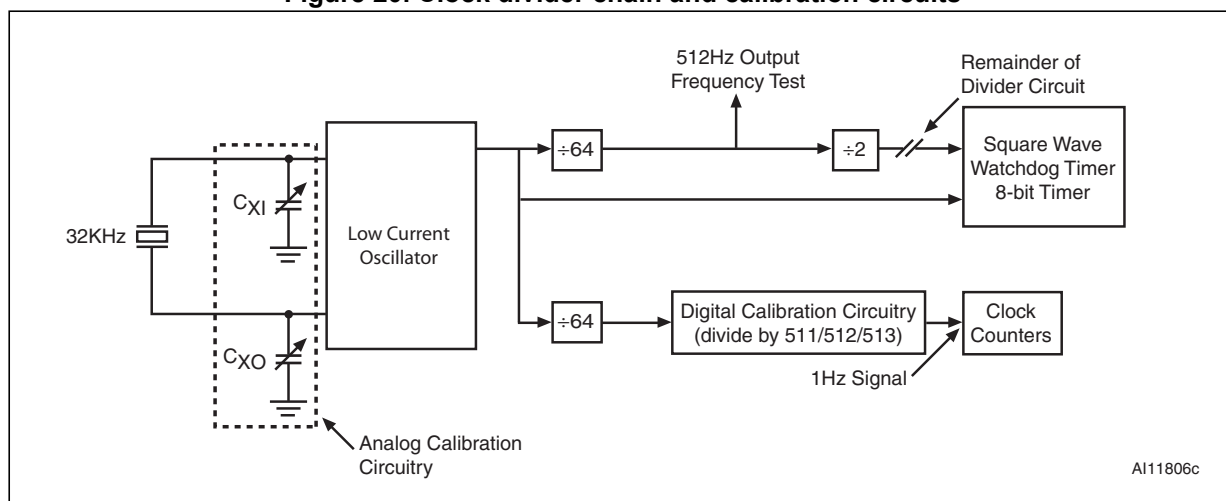 Figure 20. Clock divider chain and calibration circuits
512Hz Output
Frequency Test
Remainder of
Divider Circuit
÷64
÷2
Square Wave
Watchdog Timer
8-bit Timer
CXI
32KHz
Low Current
Oscillator
÷64
Digital Calibration Circuitry
(divide by 511/512/513)
Clock
Counters
CXO
1Hz Signal
Analog Calibration
Circuitry
AI11806c